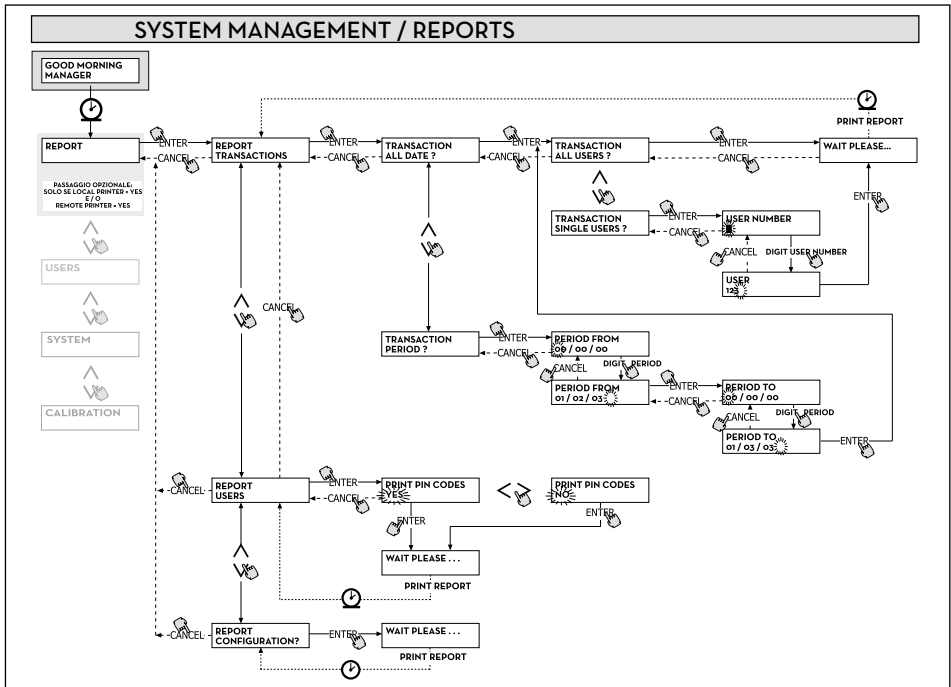 SYSTEM MANAGEMENT / REPORTS
GOOD MORNING
MANAGER
PRINT REPORT
REPORT
ENTER
CANCEL
REPORT
TRANSACTIONS
ENTER
CANCEL
TRANSACTION
ALL DATE ?
ENTER
CANCEL
TRANSACTION
ALL USERS ?
ENTER
CANCEL
WAIT PLEASE...
PASSAGGIO OPZIONALE:
SOLO SE LOCAL PRINTER = YES
E / O
REMOTE PRINTER = YES
ENTER
TRANSACTION
SINGLE USERS ?
ENTER
CANCEL
USER NUMBER
CANCEL
DIGIT USER NUMBER
USER
123
USERS
CANCEL
SYSTEM
TRANSACTION
PERIOD ?
ENTER
CANCEL
PERIOD FROM
00 / 00 / 00
CANCEL
DIGIT PERIOD
PERIOD FROM
01 / 02 / 03
ENTER
CANCEL
PERIOD TO
00 / 00 / 00
CANCEL
DIGIT PERIOD
PERIOD TO
01 / 03 / 03
ENTER
CALIBRATION
CANCEL
REPORT
USERS
ENTER
CANCEL
PRINT PIN CODES
YES
< >
PRINT PIN CODES
NO
ENTER
ENTER
WAIT PLEASE . . .
PRINT REPORT
CANCEL
REPORT
CONFIGURATION?
ENTER
WAIT PLEASE . . .
PRINT REPORT